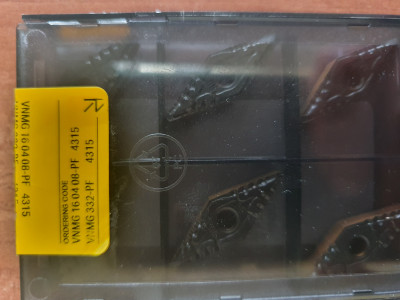 VNMG 16 04 08-PF 4315
ORDERING CODE
VNMG 16 04 08-PF 4315
VNMG 332-PF 4315